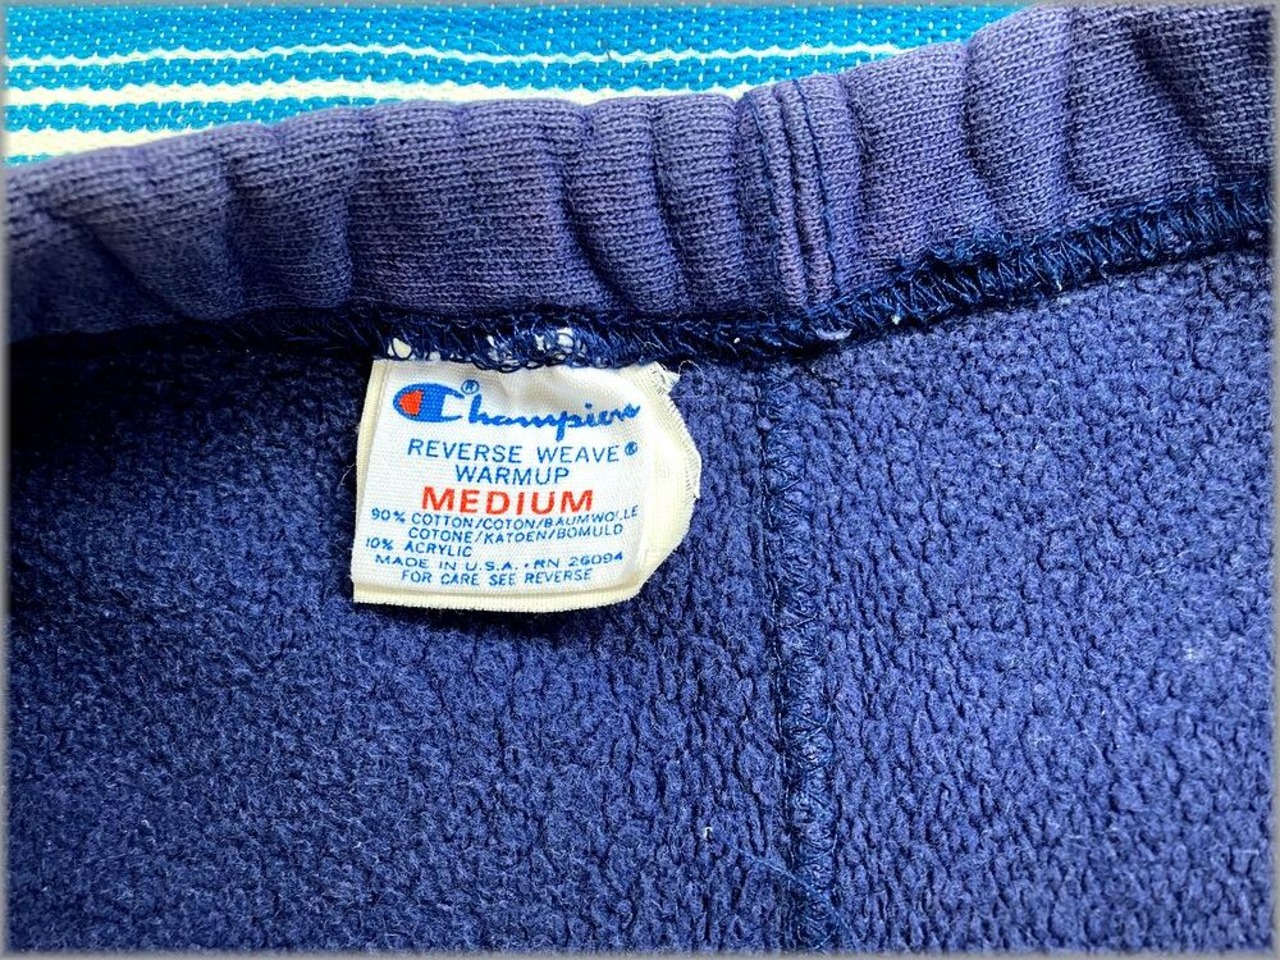 Champion®
REVERSE WEAVE®
WARMUP
MEDIUM
90% COTTON/COTON/BAUMWOLLE
COTONE/KATOEN/BOMULD
10% ACRYLIC
MADE IN U.S.A. • RN 26094
FOR CARE SEE REVERSE